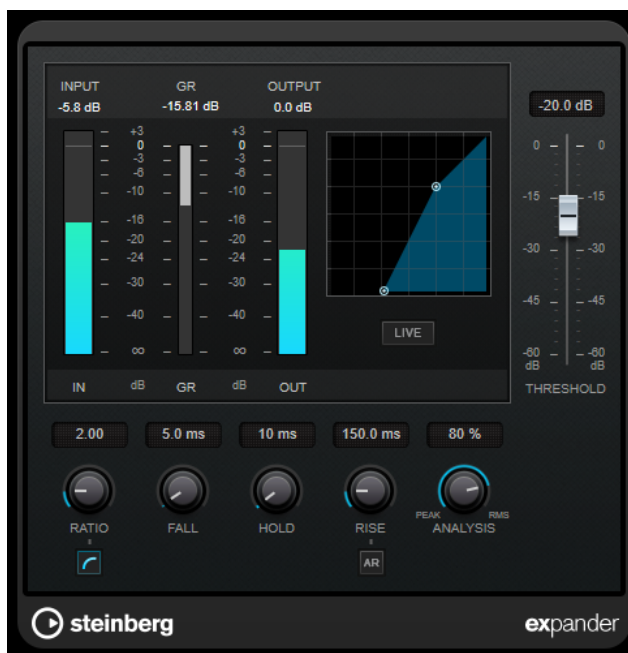 INPUT GR OUTPUT
-5.8 dB -15.81 dB 0.0 dB
-20.0 dB
+3 +3
0 0
-3 -3
-6 -6
-10 -10
-16 -16
-20 -20
-24 -24
-30 -30
-40 -40
∞ ∞
IN dB GR dB OUT
LIVE
0 0
-15 -15
-30 -30
-45 -45
-60 -60
dB dB
THRESHOLD
2.00 5.0 ms 10 ms 150.0 ms 80 %
PEAK RMS
RATIO FALL HOLD RISE ANALYSIS
AR
steinberg expander